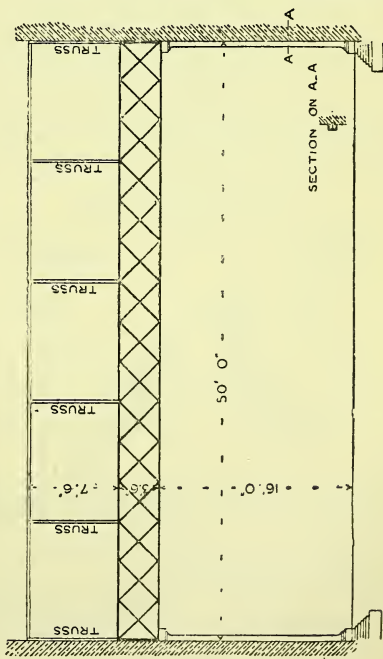 TRUSS
TRUSS
TRUSS
TRUSS
TRUSS
TRUSS
7'.6"
3'.6"
16'.0"
50' 0"
A
A
SECTION ON A_A